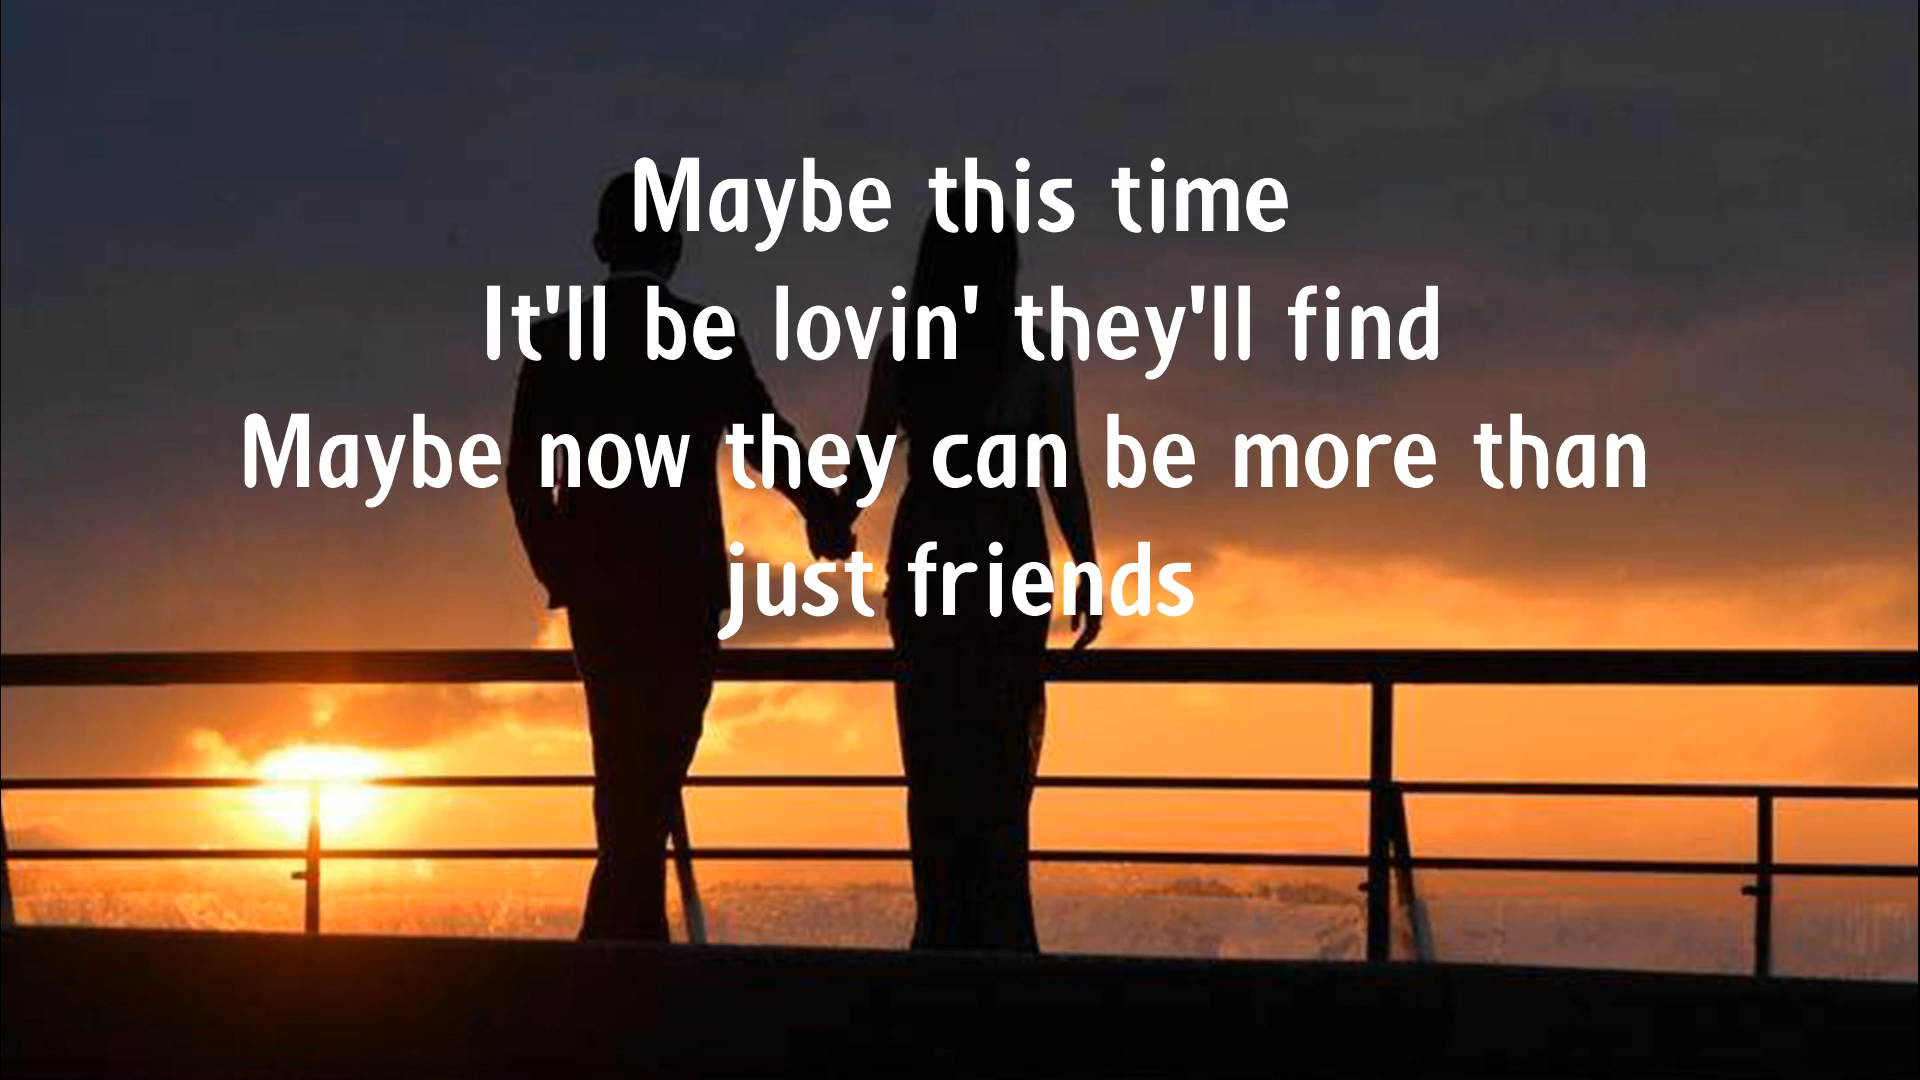 Maybe this time
It'll be lovin' they'll find
Maybe now they can be more than
just friends